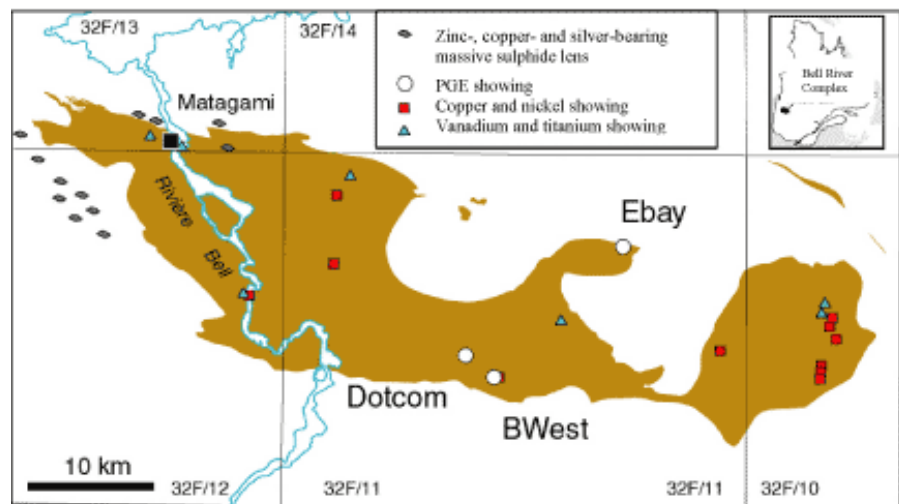 32F/13
32F/14
Zinc-, copper- and silver-bearing
massive sulphide lens
PGE showing
Copper and nickel showing
Vanadium and titanium showing
Bell River
Complex
Matagami
Rivière
Bell
Ebay
Dotcom
BWest
10 km
32F/12
32F/11
32F/11
32F/10